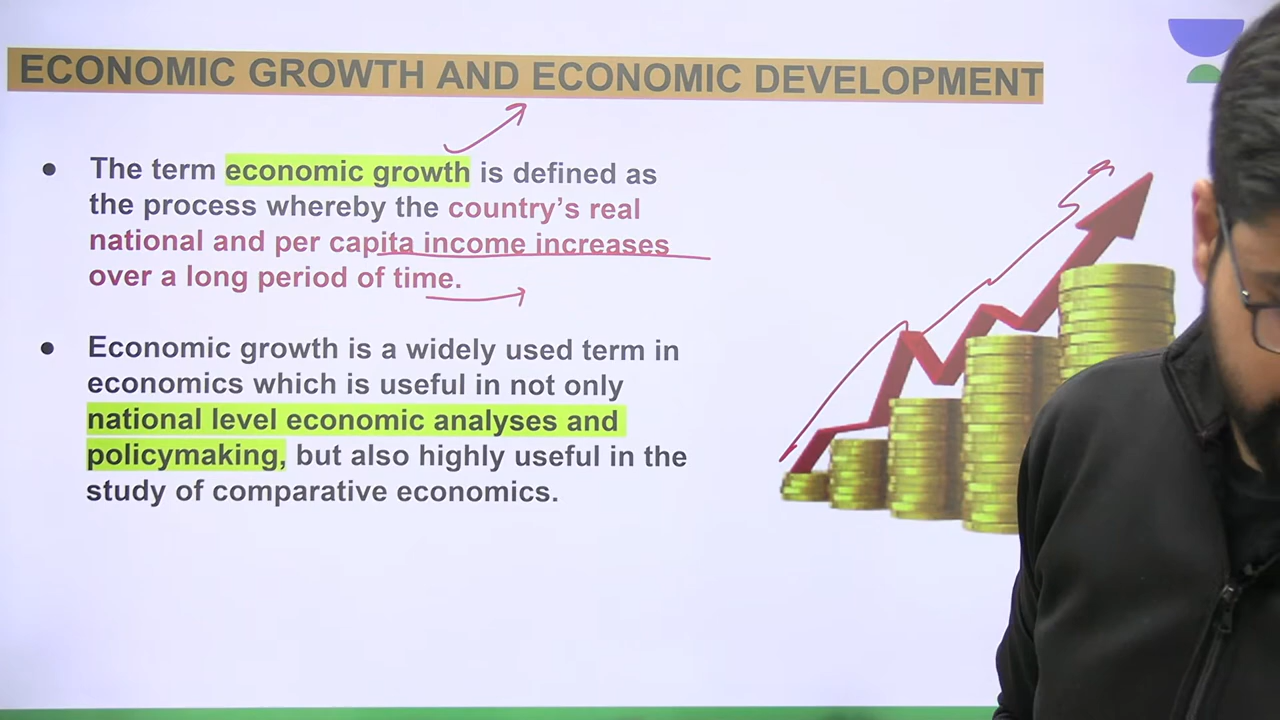 ECONOMIC GROWTH AND ECONOMIC DEVELOPMENT
● The term economic growth is defined as
the process whereby the country's real
national and per capita income increases
over a long period of time.
● Economic growth is a widely used term in
economics which is useful in not only
national level economic analyses and
policymaking, but also highly useful in the
study of comparative economics.